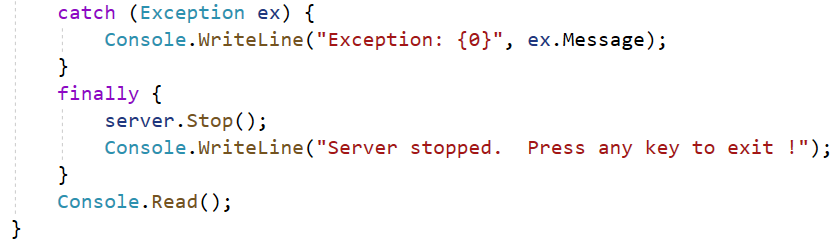 catch (Exception ex) {
Console.WriteLine("Exception: {0}", ex.Message);
}
finally {
server.Stop();
Console.WriteLine("Server stopped.  Press any key to exit !");
}
Console.Read();
}